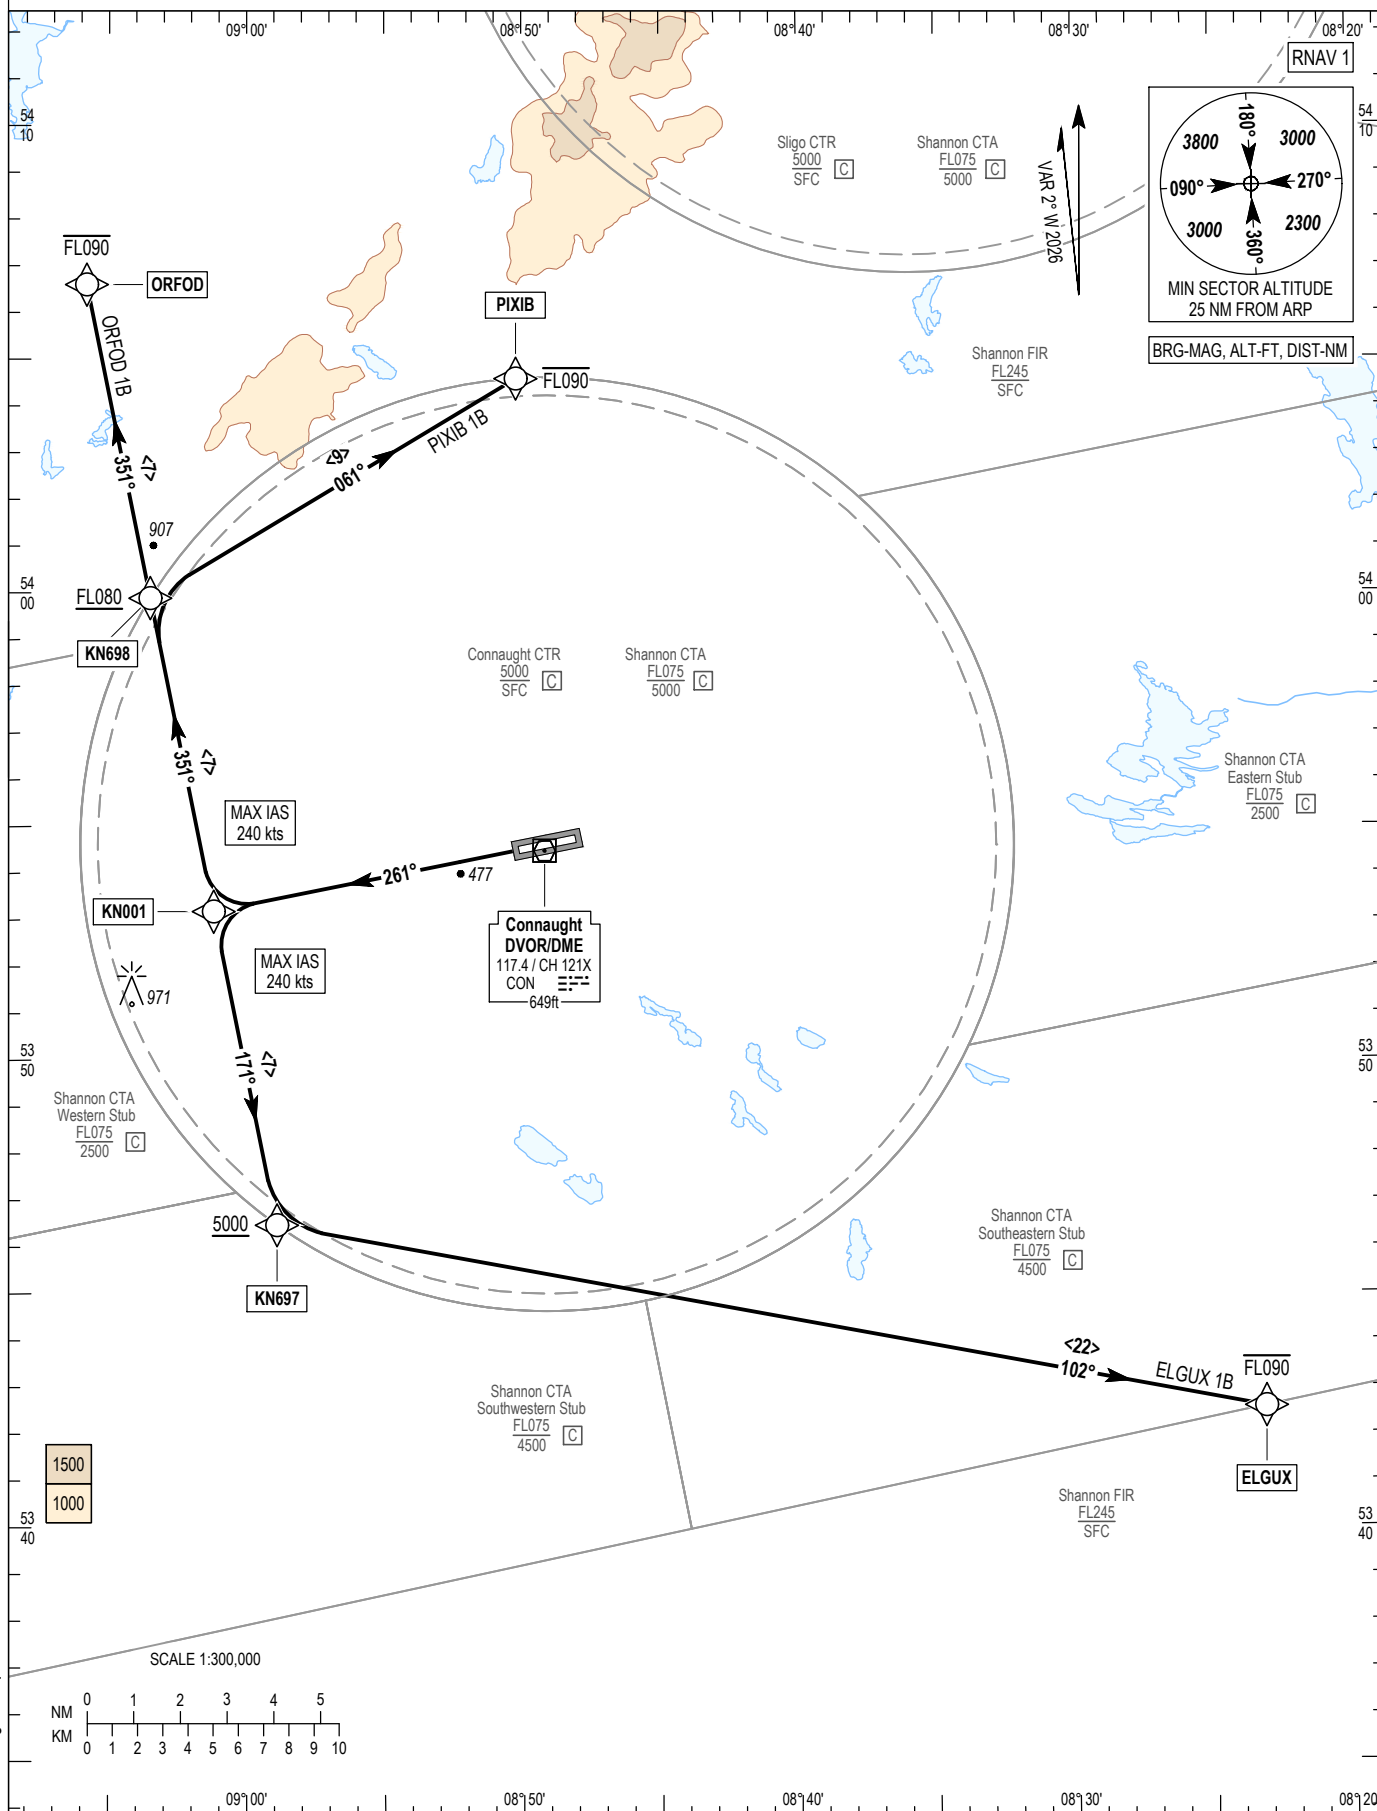 09°00'
08°50'
08°40'
08°30'
08°20'
RNAV 1
54
10
54
10
Sligo CTR
5000
SFC
C
Shannon CTA
FL075
5000
C
VAR 2° W 2026
180°
3800
3000
090°
270°
3000
2300
360°
MIN SECTOR ALTITUDE
25 NM FROM ARP
BRG-MAG, ALT-FT, DIST-NM
FL090
ORFOD
ORFOD 1B
PIXIB
FL090
PIXIB 1B
Shannon FIR
FL245
SFC
<7>
351°
<9>
061°
907
54
00
54
00
FL080
KN698
Connaught CTR
5000
SFC
C
Shannon CTA
FL075
5000
C
<7>
351°
Shannon CTA
Eastern Stub
FL075
2500
C
MAX IAS
240 kts
261°
477
KN001
Connaught
DVOR/DME
117.4 / CH 121X
CON
649ft
MAX IAS
240 kts
971
<7>
171°
53
50
53
50
Shannon CTA
Western Stub
FL075
2500
C
5000
KN697
Shannon CTA
Southeastern Stub
FL075
4500
C
<22>
102°
ELGUX 1B
FL090
ELGUX
Shannon CTA
Southwestern Stub
FL075
4500
C
1500
1000
Shannon FIR
FL245
SFC
53
40
53
40
SCALE 1:300,000
NM
0 1 2 3 4 5
KM
0 1 2 3 4 5 6 7 8 9 10
09°00'
08°50'
08°40'
08°30'
08°20'